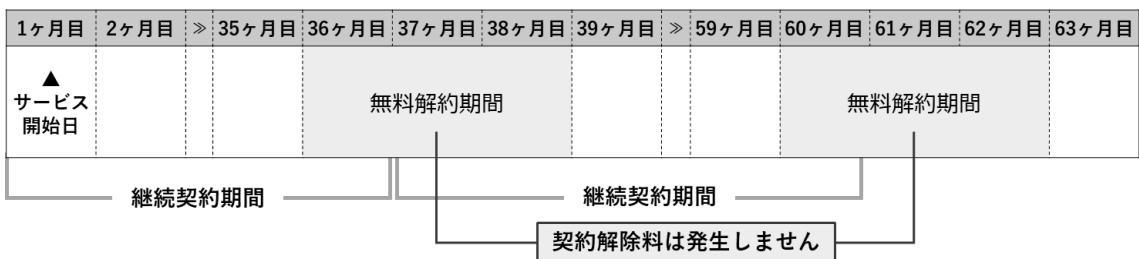 1ヶ月目 2ヶ月目 ≫ 35ヶ月目 36ヶ月目 37ヶ月目 38ヶ月目 39ヶ月目 ≫ 59ヶ月目 60ヶ月目 61ヶ月目 62ヶ月目 63ヶ月目
▲
サービス
開始日
無料解約期間 無料解約期間
継続契約期間 継続契約期間
契約解除料は発生しません